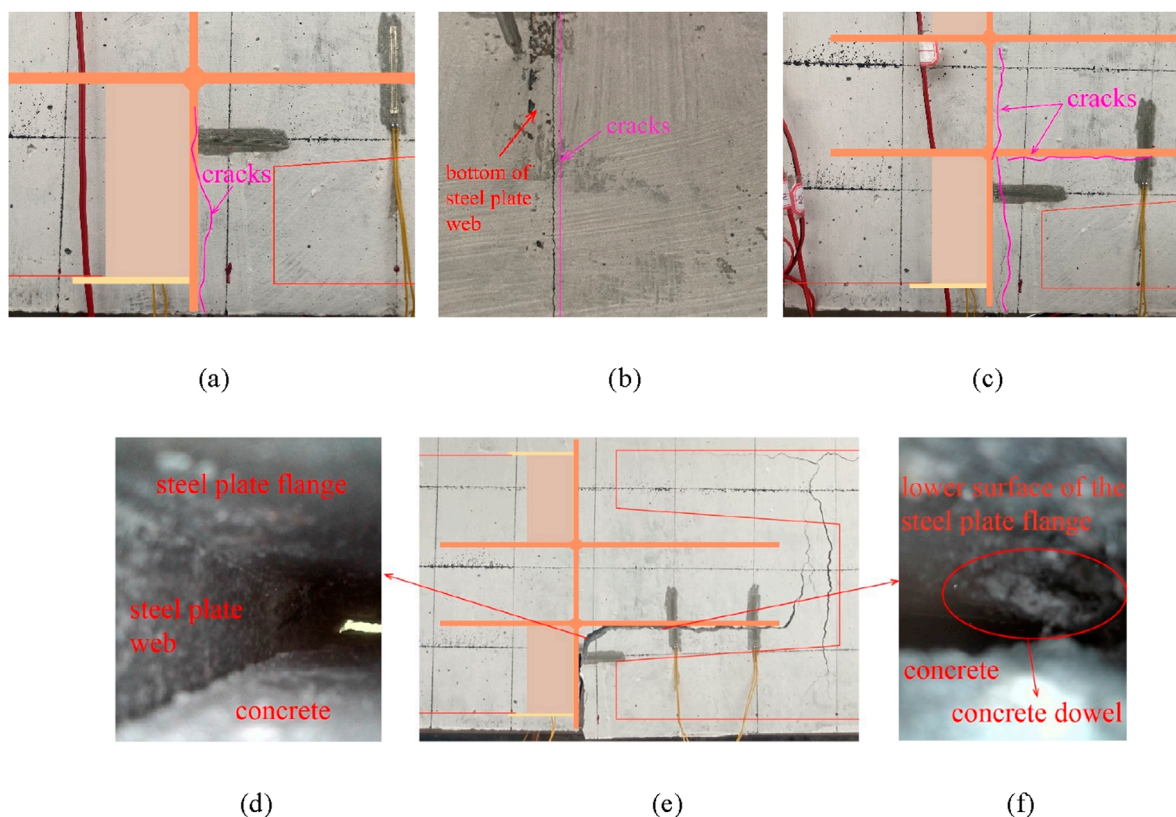 cracks
bottom of
steel plate
web
cracks
cracks
(a)
(b)
(c)
steel plate flange
steel plate
web
concrete
lower surface of the
steel plate flange
concrete
concrete dowel
(d)
(e)
(f)